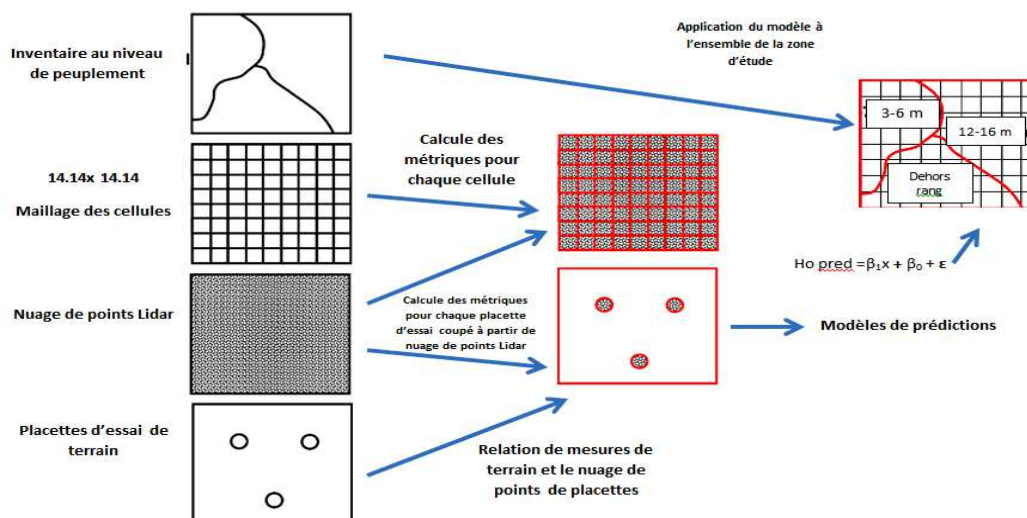 Inventaire au niveau
de peuplement
14.14x 14.14
Maillage des cellules
Nuage de points Lidar
Placettes d'essai de
terrain
Calcule des
métriques pour
chaque cellule
Calcule des métriques
pour chaque placette
d'essai coupé à partir de
nuage de points Lidar
Relation de mesures de
terrain et le nuage de
points de placettes
Application du modèle à
l'ensemble de la zone
d'étude
3-6 m
12-16 m
Dehors
rang
Ho pred =β₁x + β₀ + ε
Modèles de prédictions